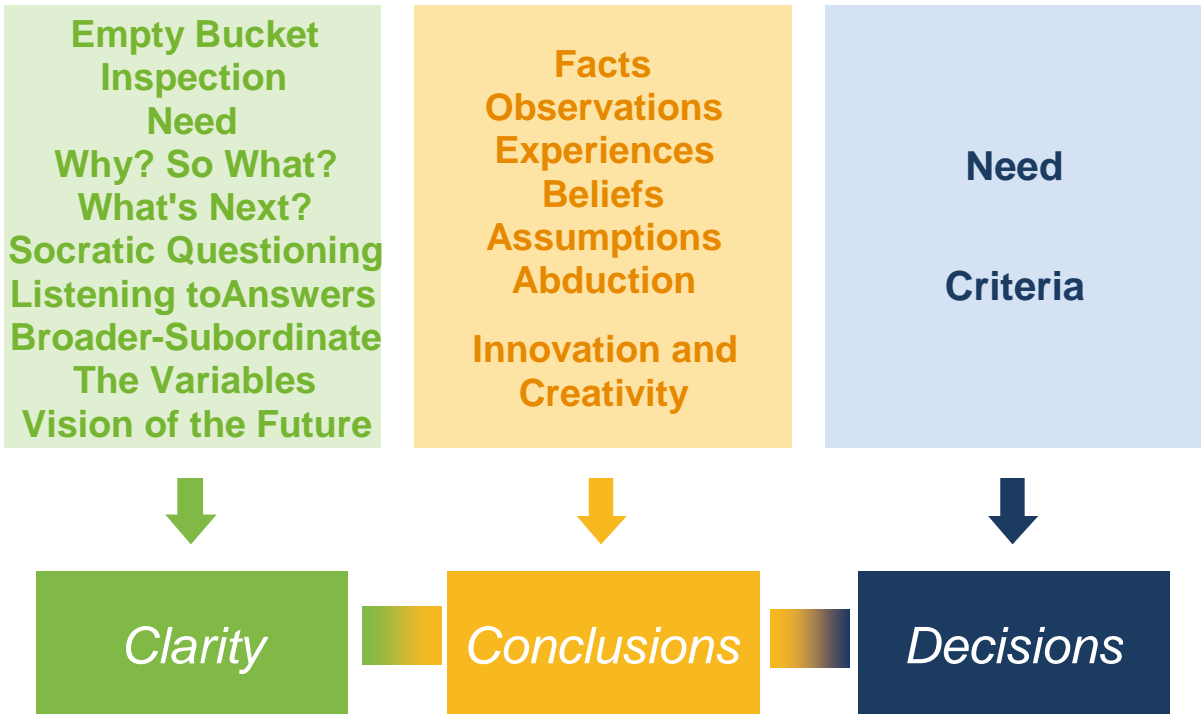 Empty Bucket
Inspection
Need
Why? So What?
What's Next?
Socratic Questioning
Listening toAnswers
Broader-Subordinate
The Variables
Vision of the Future
Facts
Observations
Experiences
Beliefs
Assumptions
Abduction
Innovation and
Creativity
Need
Criteria
Clarity
Conclusions
Decisions